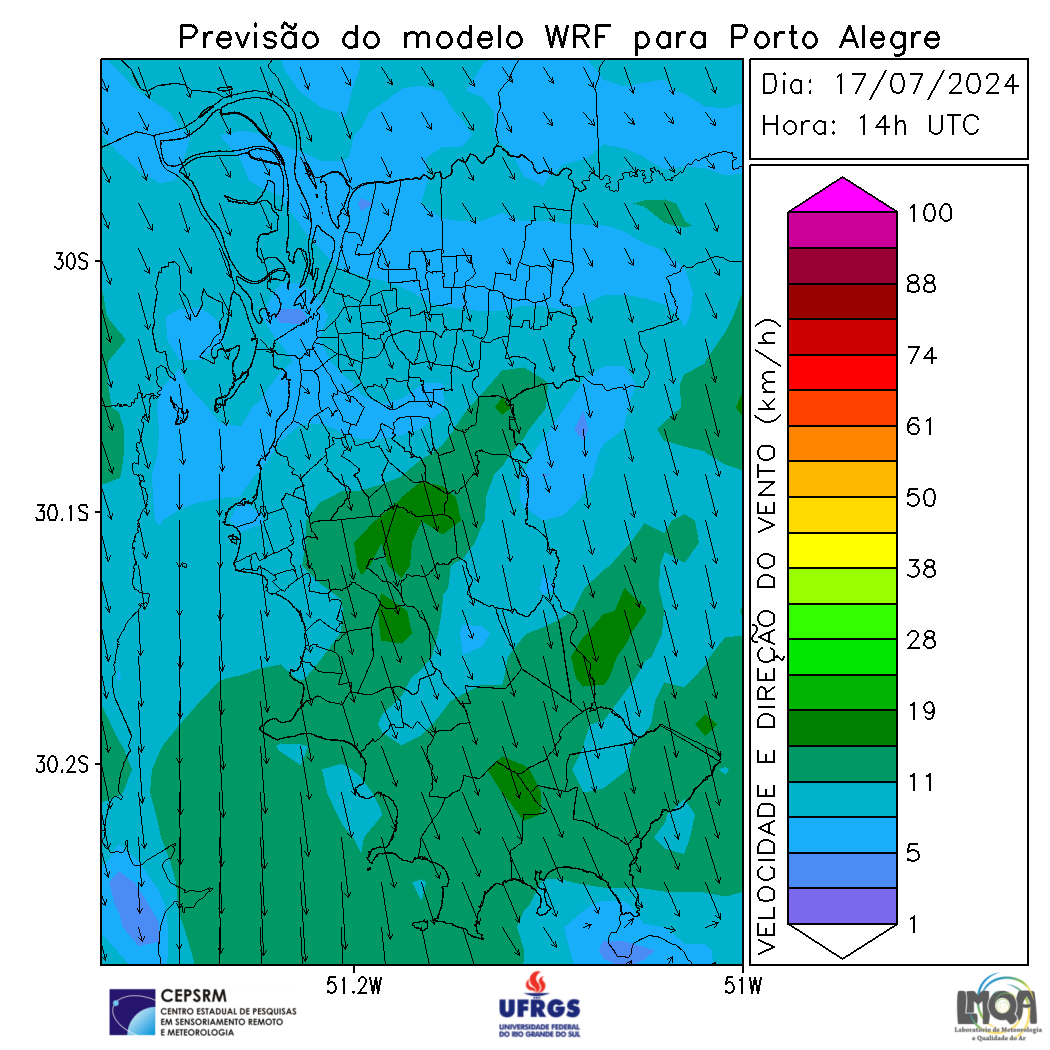 Previsão do modelo WRF para Porto Alegre
Dia: 17/07/2024
Hora: 14h UTC
30S
30.1S
30.2S
51.2W
51W
VELOCIDADE E DIREÇÃO DO VENTO (km/h)
100
88
74
61
50
38
28
19
11
5
1
CEPSRM
CENTRO ESTADUAL DE PESQUISAS
EM SENSORIAMENTO REMOTO
E METEOROLOGIA
UFRGS
UNIVERSIDADE FEDERAL
DO RIO GRANDE DO SUL
LMQA
Laboratório de Meteorologia
e Qualidade do Ar